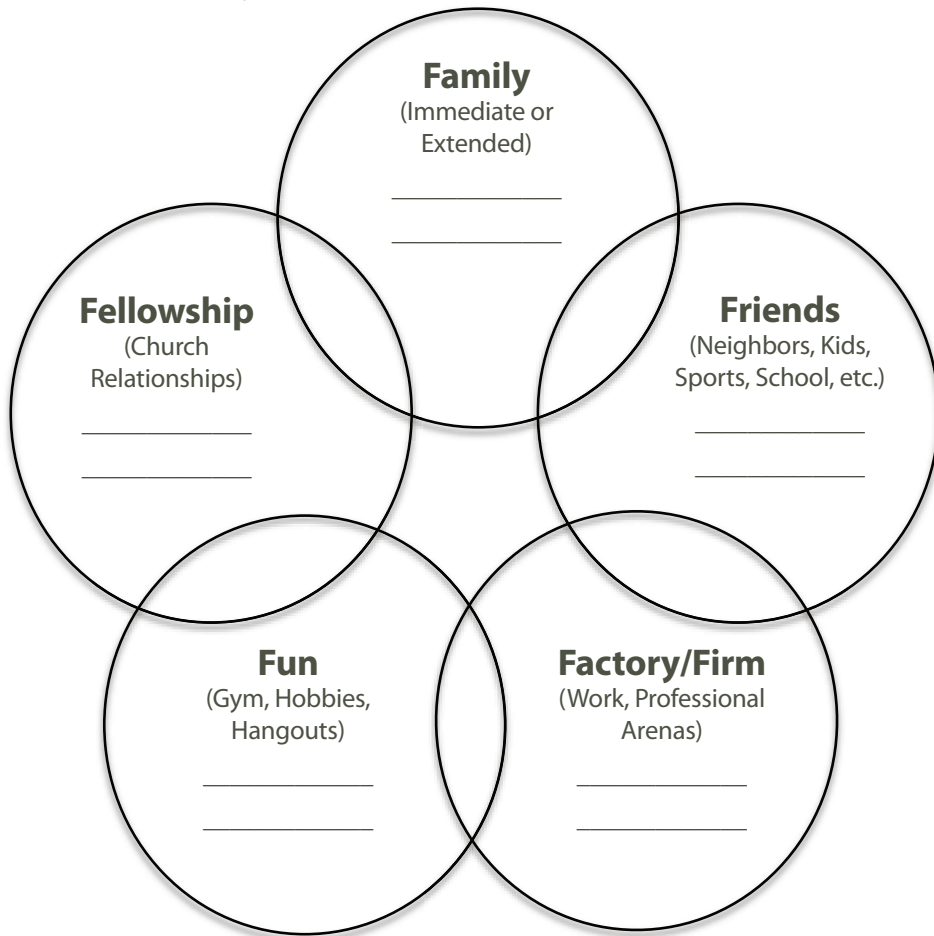 Family
(Immediate or
Extended)
Fellowship
(Church
Relationships)
Friends
(Neighbors, Kids,
Sports, School, etc.)
Fun
(Gym, Hobbies,
Hangouts)
Factory/Firm
(Work, Professional
Arenas)